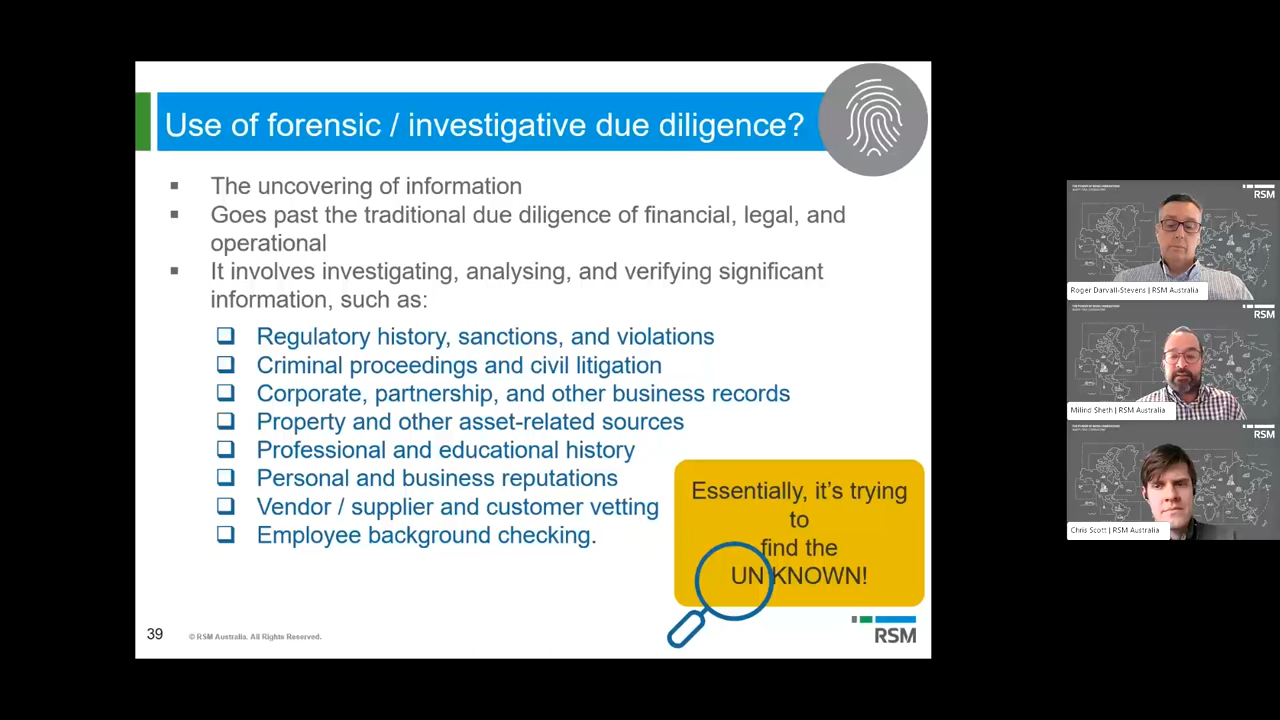 Use of forensic / investigative due diligence?
The uncovering of information
Goes past the traditional due diligence of financial, legal, and
operational
It involves investigating, analysing, and verifying significant
information, such as:
Regulatory history, sanctions, and violations
Criminal proceedings and civil litigation
Corporate, partnership, and other business records
Property and other asset-related sources
Professional and educational history
Personal and business reputations
Vendor / supplier and customer vetting
Employee background checking.
Essentially, it's trying
to
find the
UNKNOWN!
39
© RSM Australia. All Rights Reserved.
RSM
RSM
Roger Darvall-Stevens | RSM Australia
RSM
Milind Sheth | RSM Australia
RSM
Chris Scott | RSM Australia